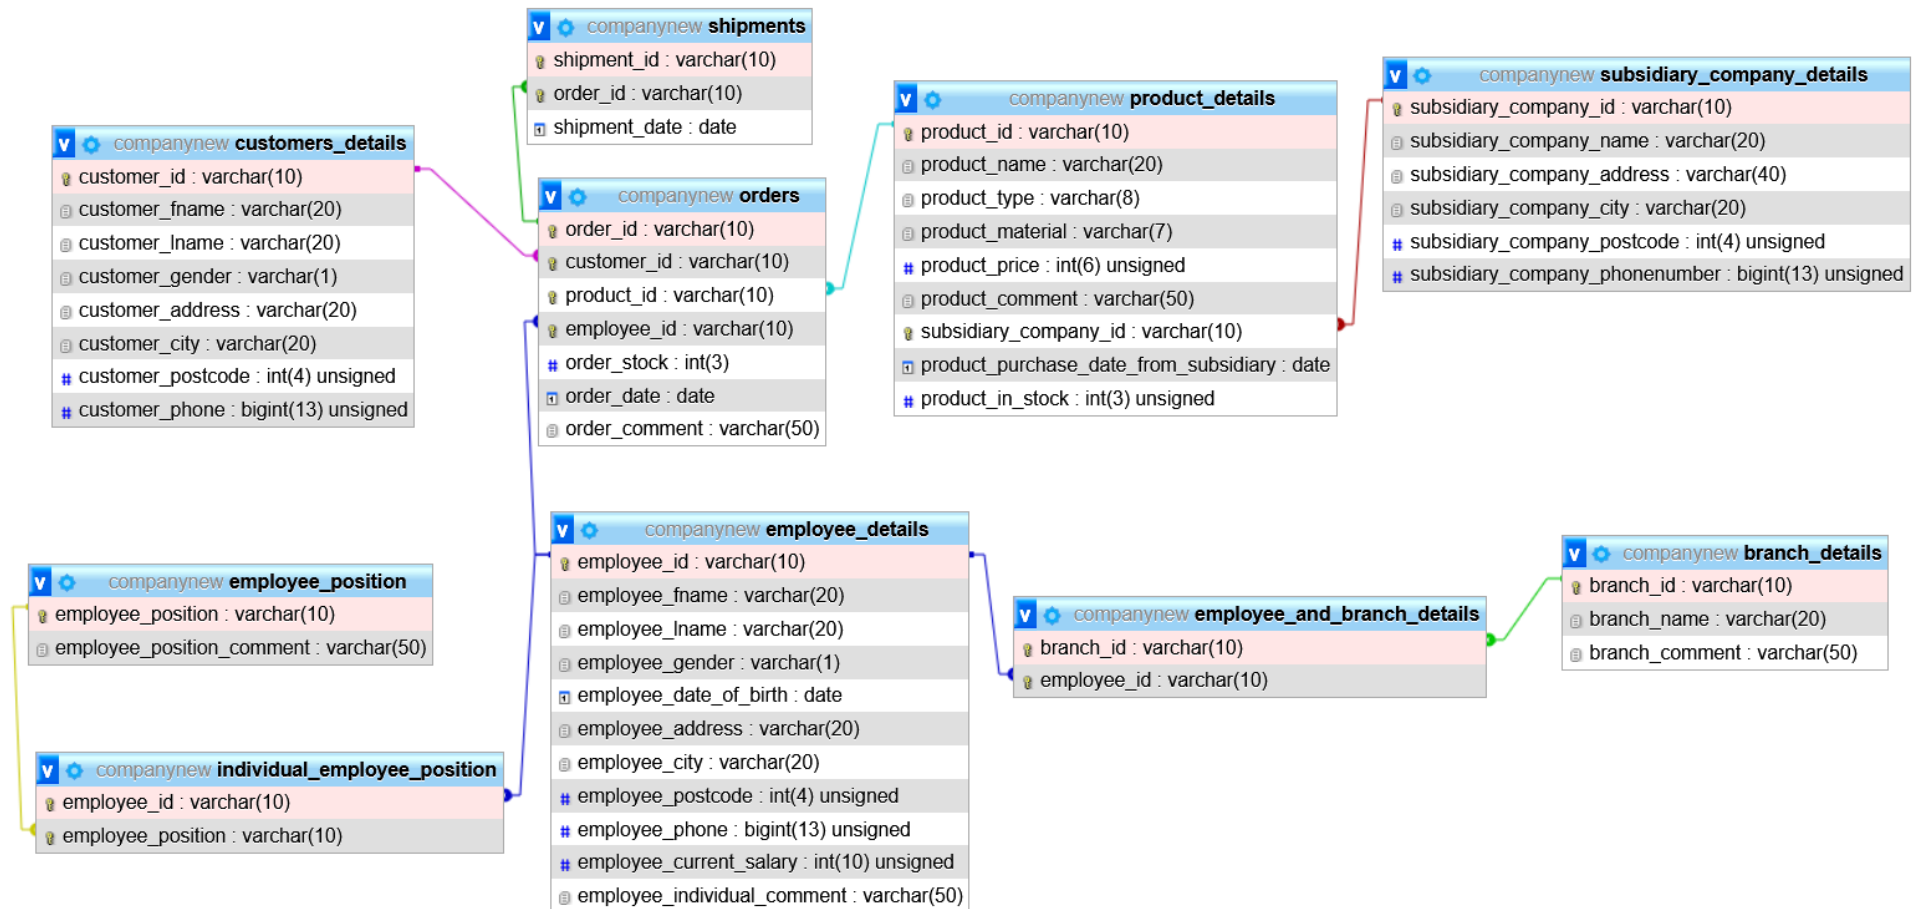 companynew shipments
shipment_id : varchar(10)
order_id : varchar(10)
shipment_date : date
companynew customers_details
customer_id : varchar(10)
customer_fname : varchar(20)
customer_lname : varchar(20)
customer_gender : varchar(1)
customer_address : varchar(20)
customer_city : varchar(20)
customer_postcode : int(4) unsigned
customer_phone : bigint(13) unsigned
companynew orders
order_id : varchar(10)
customer_id : varchar(10)
product_id : varchar(10)
employee_id : varchar(10)
order_stock : int(3)
order_date : date
order_comment : varchar(50)
companynew product_details
product_id : varchar(10)
product_name : varchar(20)
product_type : varchar(8)
product_material : varchar(7)
product_price : int(6) unsigned
product_comment : varchar(50)
subsidiary_company_id : varchar(10)
product_purchase_date_from_subsidiary : date
product_in_stock : int(3) unsigned
companynew subsidiary_company_details
subsidiary_company_id : varchar(10)
subsidiary_company_name : varchar(20)
subsidiary_company_address : varchar(40)
subsidiary_company_city : varchar(20)
subsidiary_company_postcode : int(4) unsigned
subsidiary_company_phonenumber : bigint(13) unsigned
companynew employee_position
employee_position : varchar(10)
employee_position_comment : varchar(50)
companynew individual_employee_position
employee_id : varchar(10)
employee_position : varchar(10)
companynew employee_details
employee_id : varchar(10)
employee_fname : varchar(20)
employee_lname : varchar(20)
employee_gender : varchar(1)
employee_date_of_birth : date
employee_address : varchar(20)
employee_city : varchar(20)
employee_postcode : int(4) unsigned
employee_phone : bigint(13) unsigned
employee_current_salary : int(10) unsigned
employee_individual_comment : varchar(50)
companynew employee_and_branch_details
branch_id : varchar(10)
employee_id : varchar(10)
companynew branch_details
branch_id : varchar(10)
branch_name : varchar(20)
branch_comment : varchar(50)